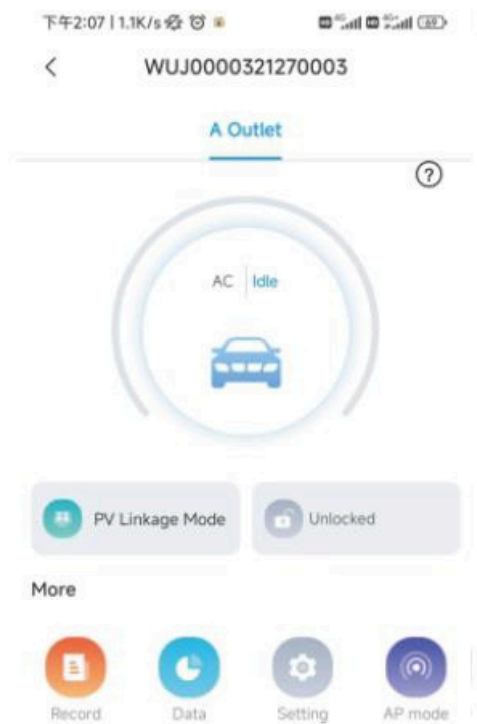 下午2:07 | 1.1K/s
69
WUJ0000321270003
A Outlet
?
AC | Idle
PV Linkage Mode
Unlocked
More
Record
Data
Setting
AP mode